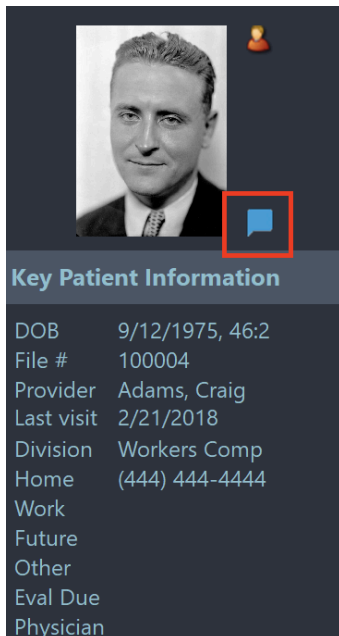 Key Patient Information
DOB 9/12/1975, 46:2
File # 100004
Provider Adams, Craig
Last visit 2/21/2018
Division Workers Comp
Home (444) 444-4444
Work
Future
Other
Eval Due
Physician